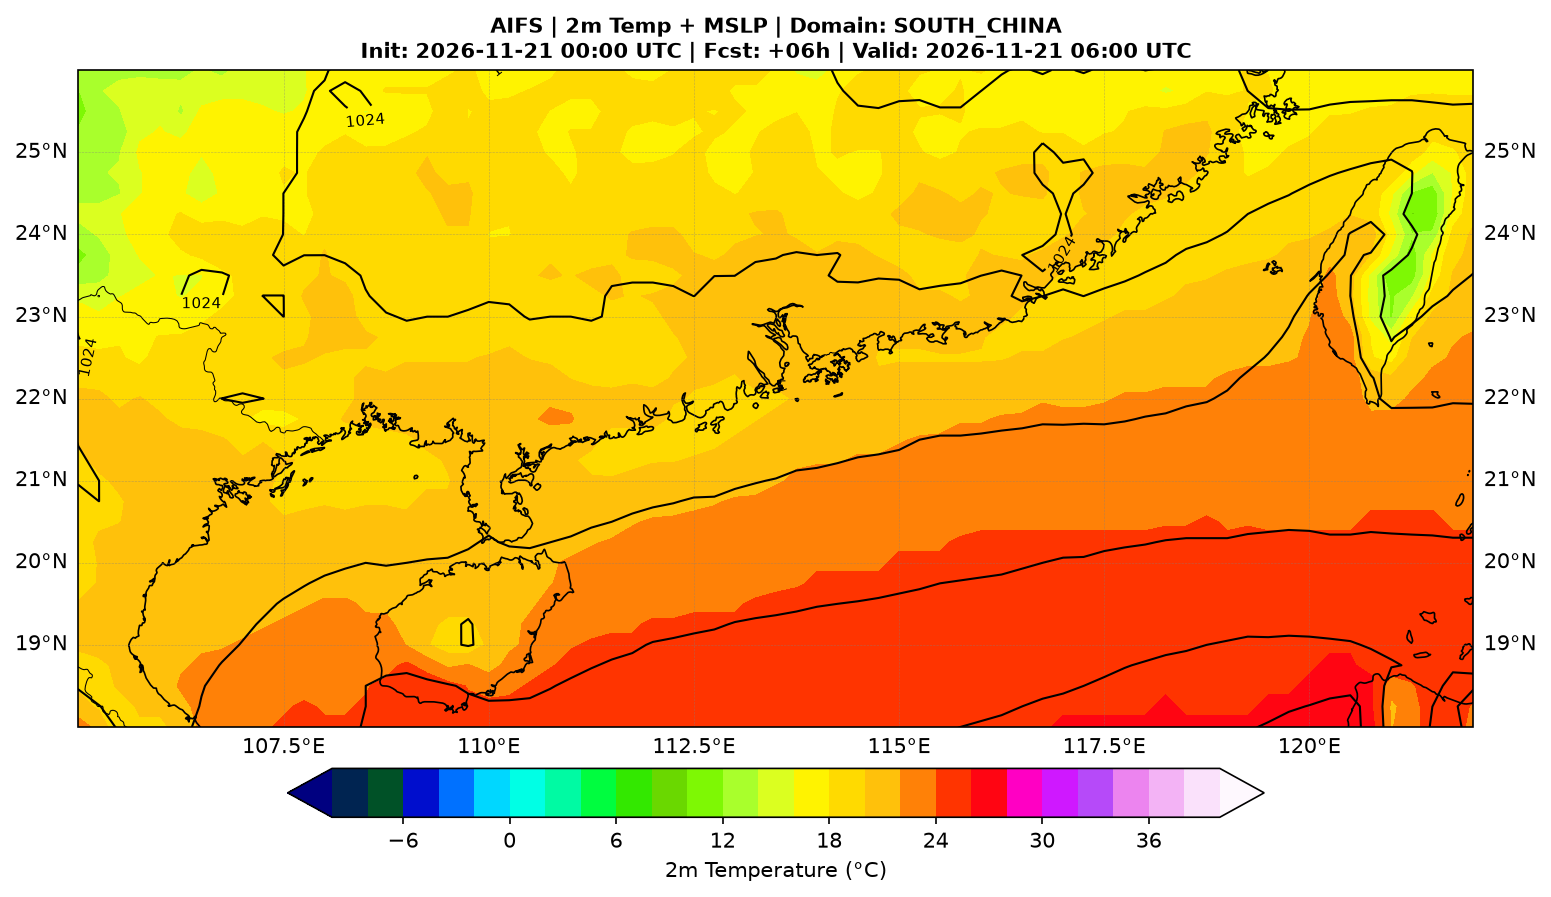 AIFS | 2m Temp + MSLP | Domain: SOUTH_CHINA
Init: 2026-11-21 00:00 UTC | Fcst: +06h | Valid: 2026-11-21 06:00 UTC
1024
25°N
25°N
24°N
24°N
1024
1024
23°N
23°N
1024
22°N
22°N
21°N
21°N
20°N
20°N
19°N
19°N
107.5°E
110°E
112.5°E
115°E
117.5°E
120°E
−6
0
6
12
18
24
30
36
2m Temperature (°C)